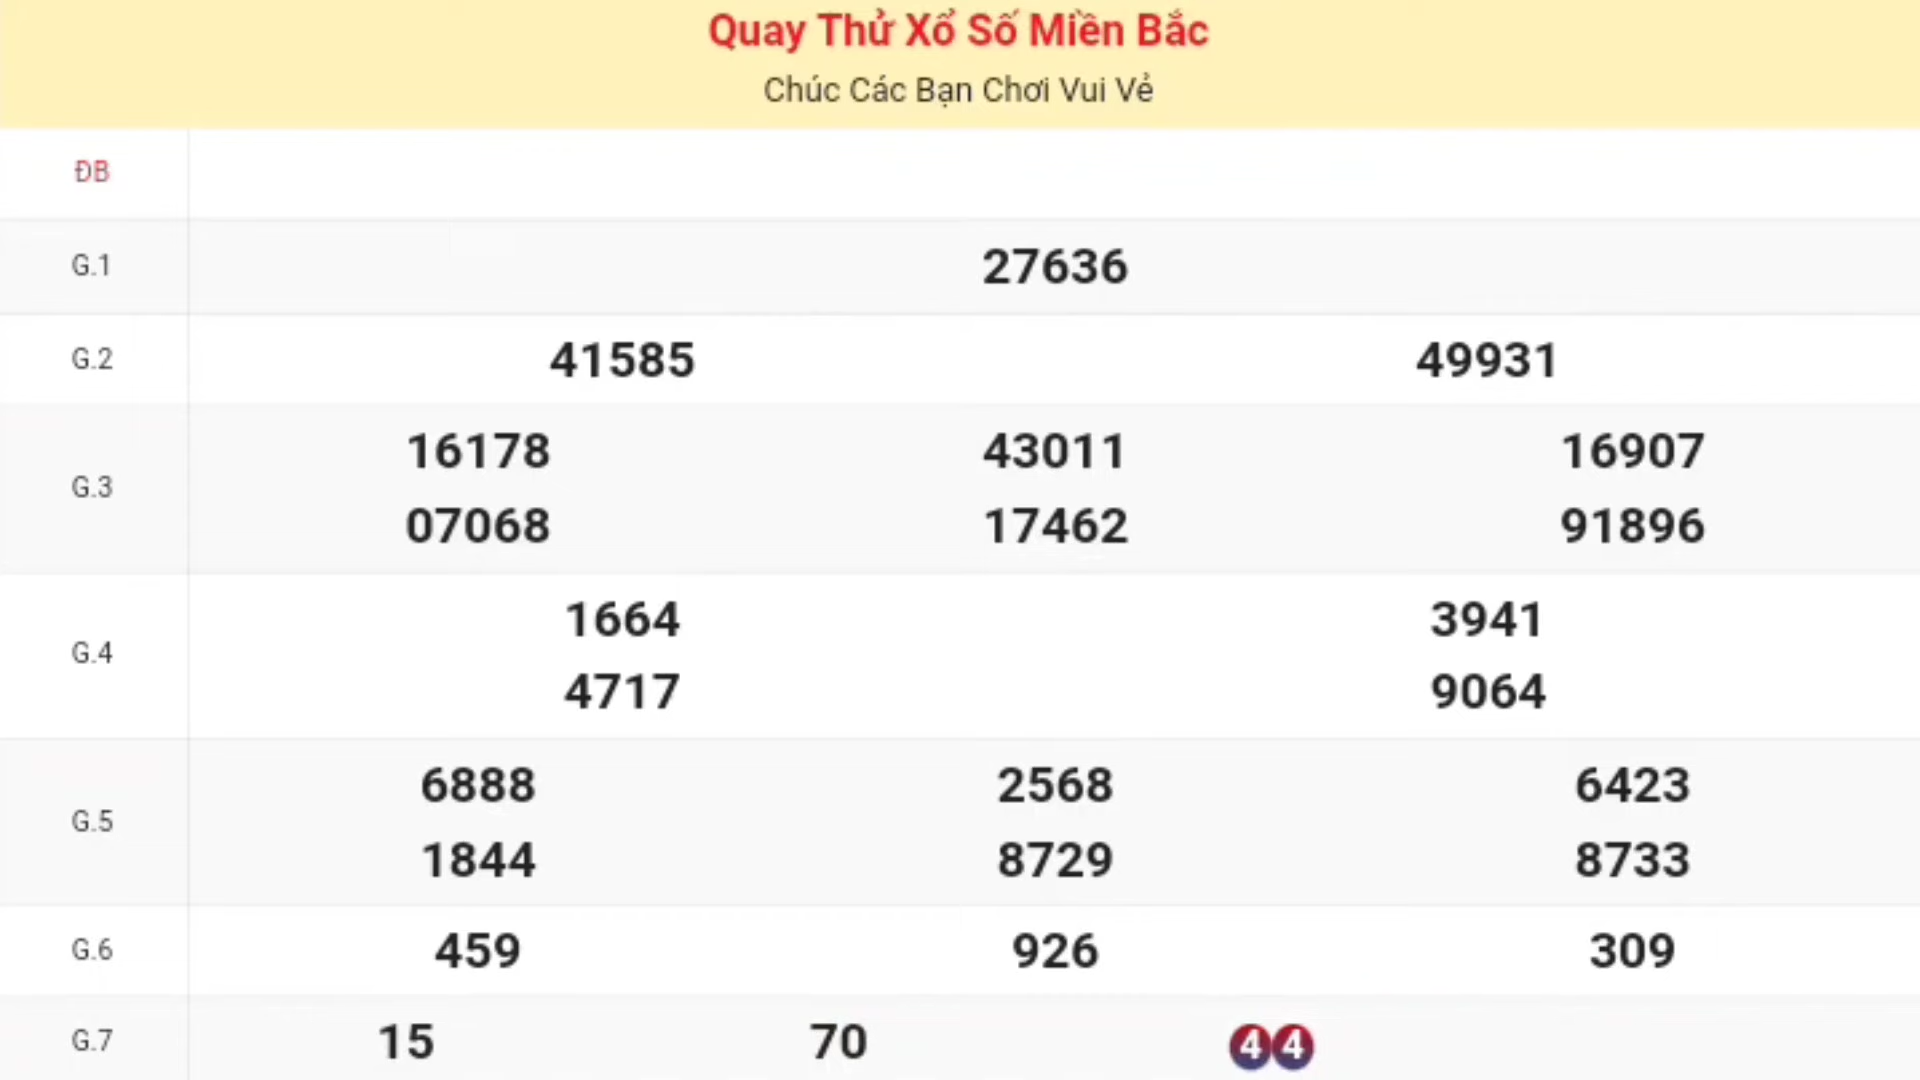 Quay Thử Xổ Số Miền Bắc
Chúc Các Bạn Chơi Vui Vẻ
ĐB
G.1 27636
G.2 41585 49931
G.3 16178 43011 16907
07068 17462 91896
G.4 1664 3941
4717 9064
G.5 6888 2568 6423
1844 8729 8733
G.6 459 926 309
G.7 15 70 44